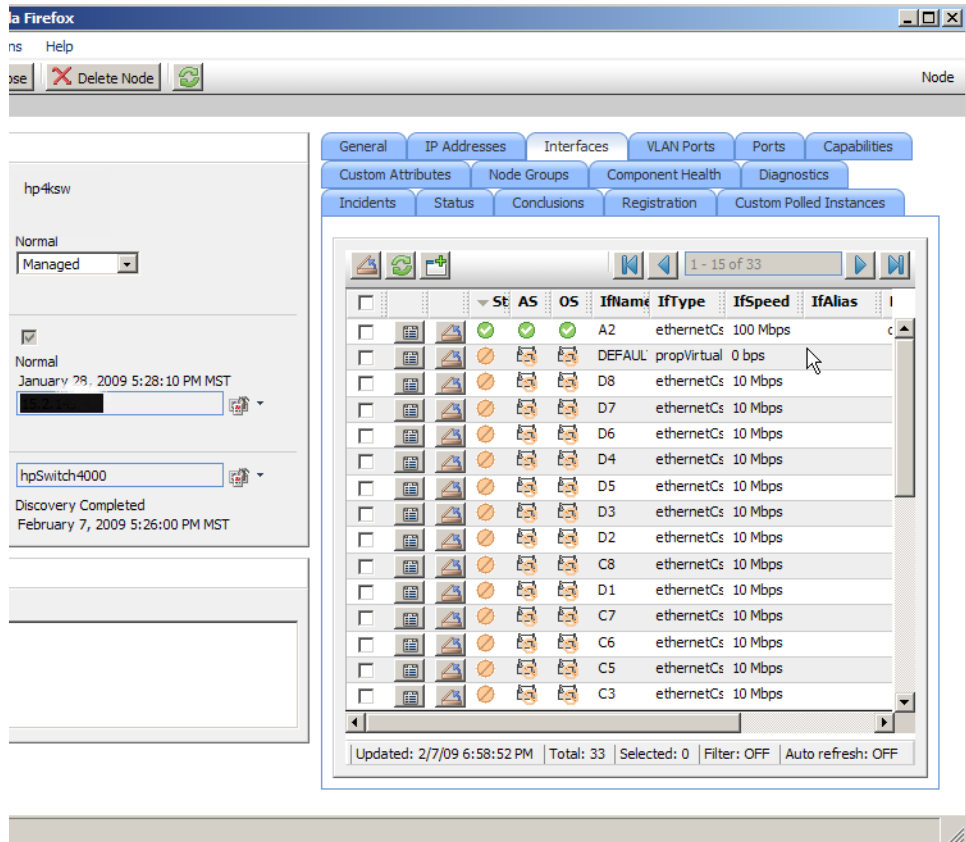 la Firefox
ns Help
ose Delete Node
Node
General IP Addresses Interfaces VLAN Ports Ports Capabilities
Custom Attributes Node Groups Component Health Diagnostics
Incidents Status Conclusions Registration Custom Polled Instances
hp4ksw
Normal
Managed
Normal
January 28, 2009 5:28:10 PM MST
hpSwitch4000
Discovery Completed
February 7, 2009 5:26:00 PM MST
1 - 15 of 33
St AS OS IfName IfType IfSpeed IfAlias
A2 ethernetCs 100 Mbps
DEFAUL propVirtual 0 bps
D8 ethernetCs 10 Mbps
D7 ethernetCs 10 Mbps
D6 ethernetCs 10 Mbps
D4 ethernetCs 10 Mbps
D5 ethernetCs 10 Mbps
D3 ethernetCs 10 Mbps
D2 ethernetCs 10 Mbps
C8 ethernetCs 10 Mbps
D1 ethernetCs 10 Mbps
C7 ethernetCs 10 Mbps
C6 ethernetCs 10 Mbps
C5 ethernetCs 10 Mbps
C3 ethernetCs 10 Mbps
Updated: 2/7/09 6:58:52 PM Total: 33 Selected: 0 Filter: OFF Auto refresh: OFF